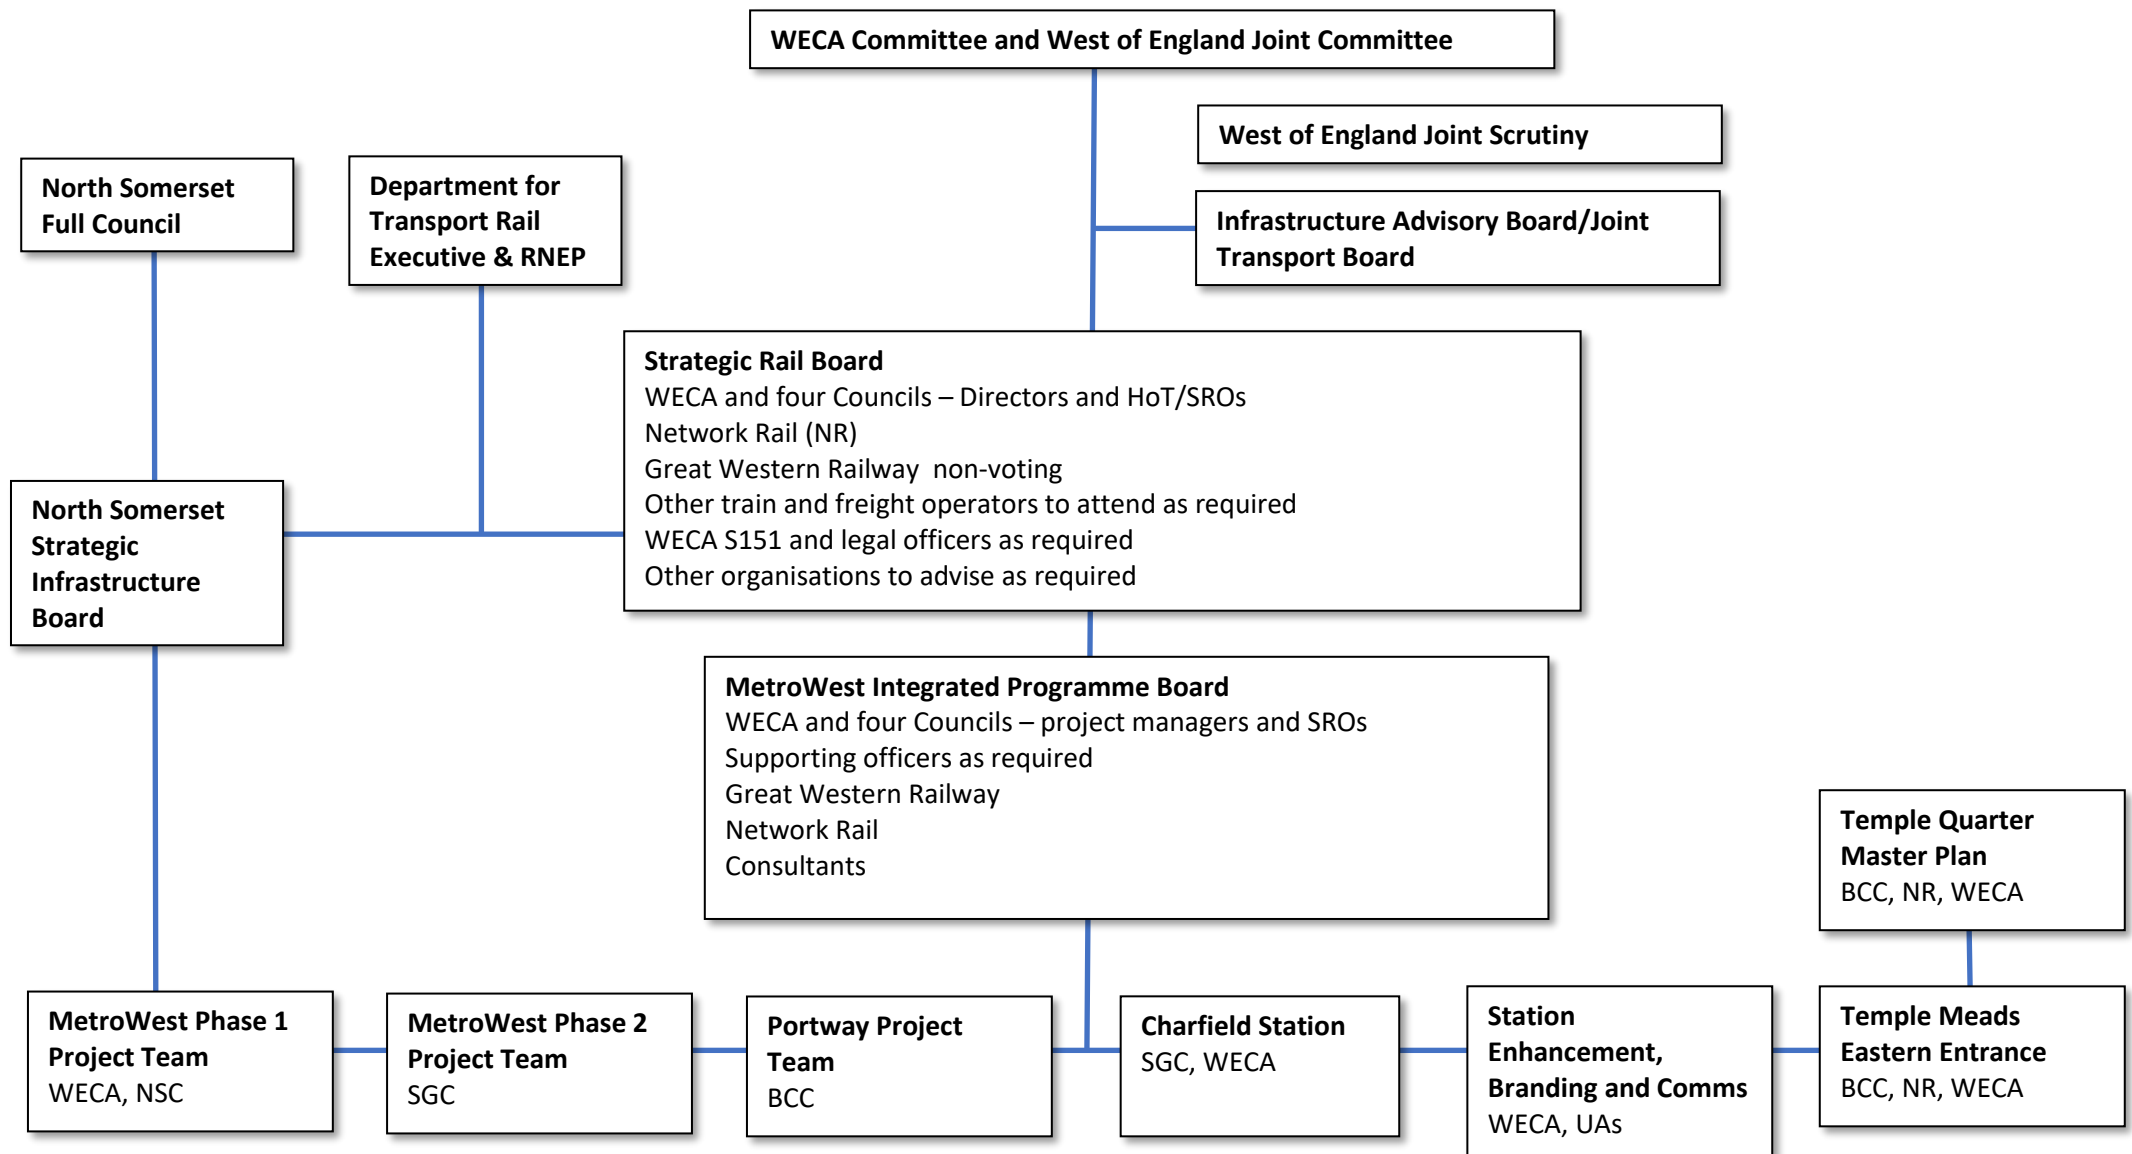 WECA Committee and West of England Joint Committee
West of England Joint Scrutiny
North Somerset
Full Council
Department for
Transport Rail
Executive & RNEP
Infrastructure Advisory Board/Joint
Transport Board
Strategic Rail Board
WECA and four Councils – Directors and HoT/SROs
Network Rail (NR)
Great Western Railway  non-voting
Other train and freight operators to attend as required
WECA S151 and legal officers as required
Other organisations to advise as required
North Somerset
Strategic
Infrastructure
Board
MetroWest Integrated Programme Board
WECA and four Councils – project managers and SROs
Supporting officers as required
Great Western Railway
Network Rail
Consultants
Temple Quarter
Master Plan
BCC, NR, WECA
MetroWest Phase 1
Project Team
WECA, NSC
MetroWest Phase 2
Project Team
SGC
Portway Project
Team
BCC
Charfield Station
SGC, WECA
Station
Enhancement,
Branding and Comms
WECA, UAs
Temple Meads
Eastern Entrance
BCC, NR, WECA